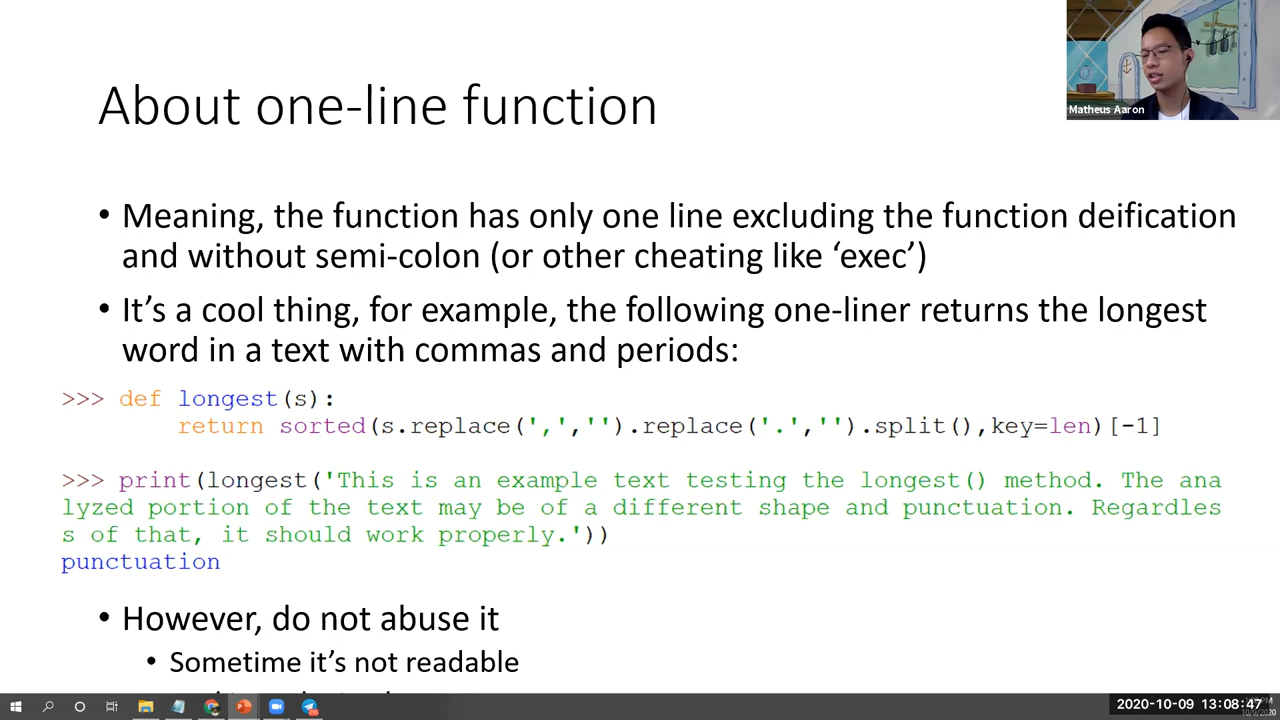 Matheus Aaron
About one-line function
• Meaning, the function has only one line excluding the function deification
and without semi-colon (or other cheating like ‘exec’)
• It’s a cool thing, for example, the following one-liner returns the longest
word in a text with commas and periods:
>>> def longest(s):
        return sorted(s.replace(',','').replace('.','').split(),key=len)[-1]
>>> print(longest('This is an example text testing the longest() method. The ana
lyzed portion of the text may be of a different shape and punctuation. Regardles
s of that, it should work properly.'))
punctuation
• However, do not abuse it
• Sometime it’s not readable
2020-10-09 13:08:47